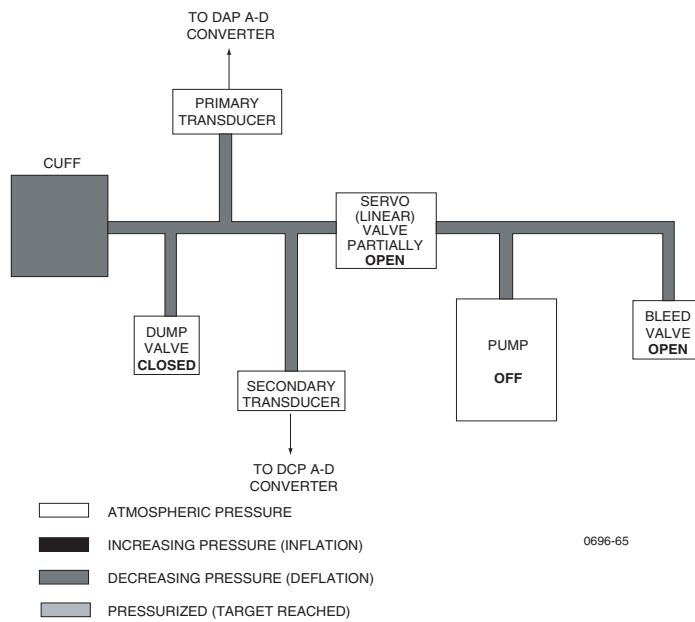 TO DAP A-D
CONVERTER
PRIMARY
TRANSDUCER
CUFF
SERVO
(LINEAR)
VALVE
PARTIALLY
OPEN
DUMP
VALVE
CLOSED
PUMP
OFF
BLEED
VALVE
OPEN
SECONDARY
TRANSDUCER
TO DCP A-D
CONVERTER
ATMOSPHERIC PRESSURE
INCREASING PRESSURE (INFLATION)
0696-65
DECREASING PRESSURE (DEFLATION)
PRESSURIZED (TARGET REACHED)